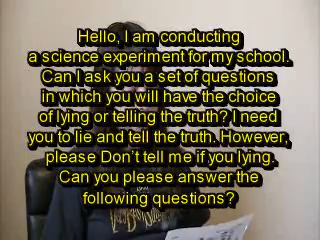 Hello, I am conducting
a science experiment for my school.
Can I ask you a set of questions
in which you will have the choice
of lying or telling the truth? I need
you to lie and tell the truth. However,
please Don't tell me if you lying.
Can you please answer the
following questions?